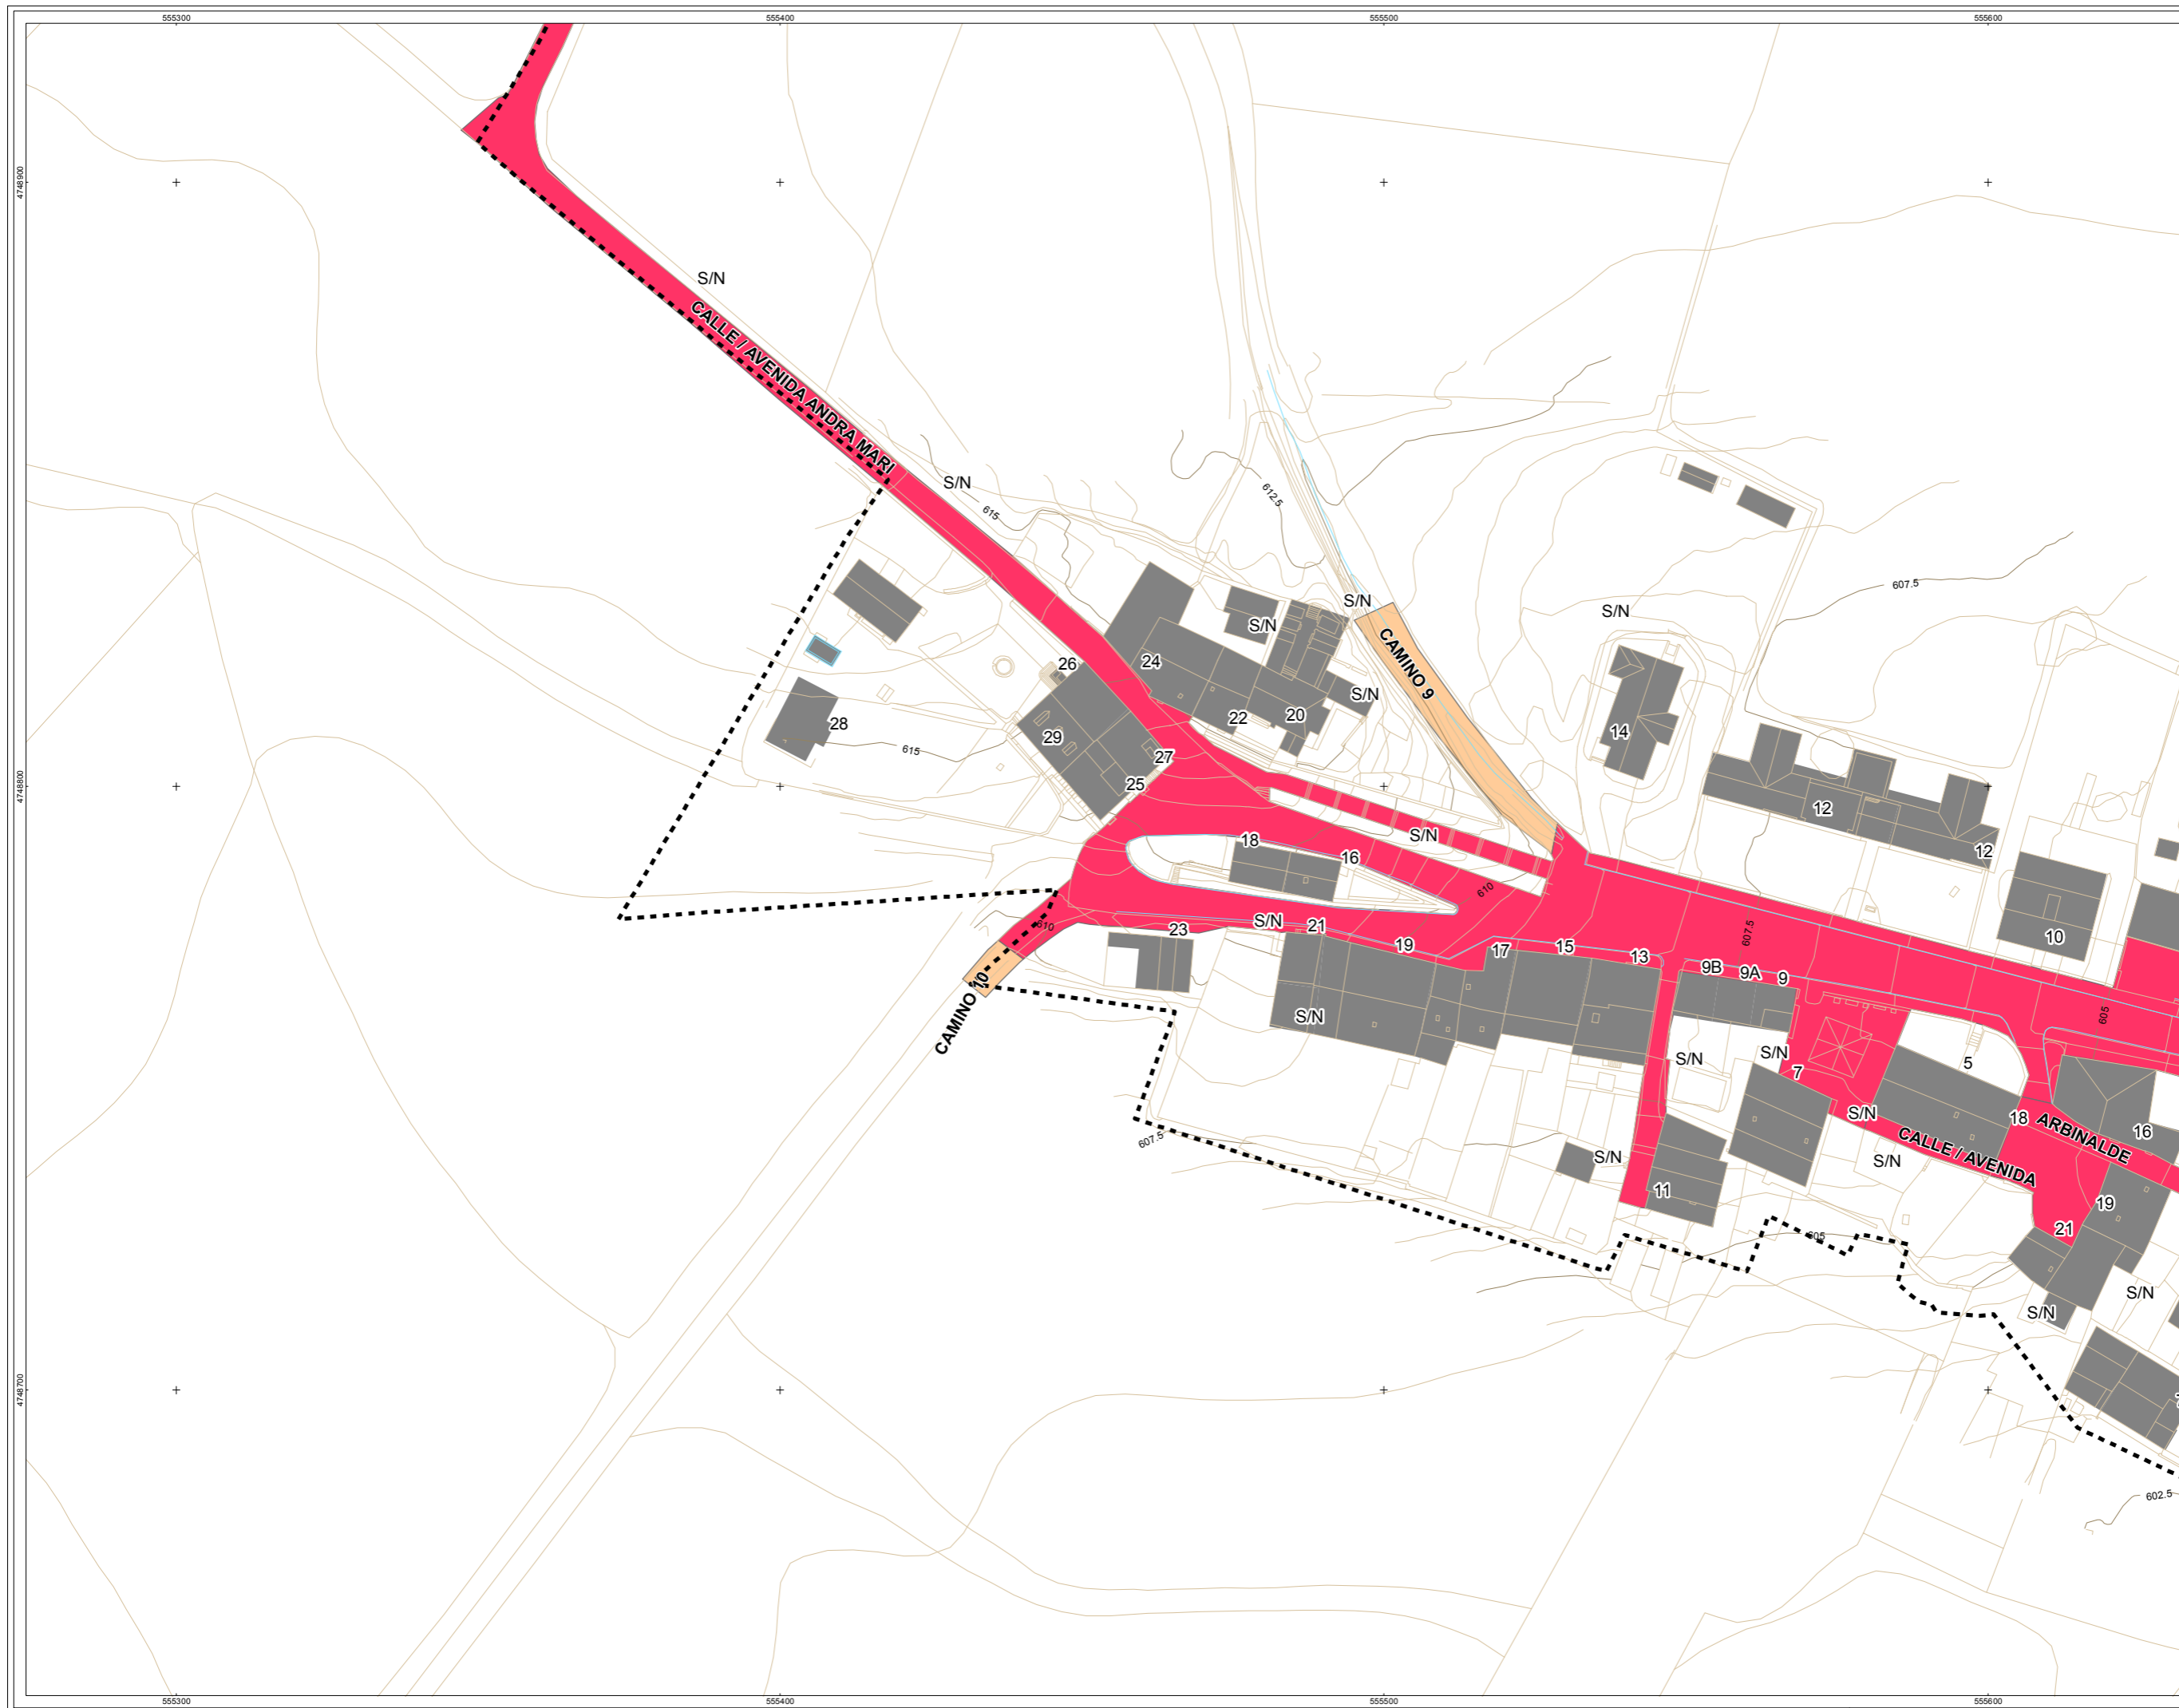 555300
555400
555500
555600
4748900
S/N
CALLE / AVENIDA ANDRA MARI
S/N
615
612.5
607.5
S/N
S/N
S/N
CAMINO 9
26
24
S/N
22
20
14
28
29
615
27
25
4748800
12
12
S/N
18
16
610
10
607.5
S/N
23
21
19
17
15
13
9B
9A
9
610
CAMINO 10
S/N
605
S/N
S/N
7
5
S/N
18
ARBINALDE
16
607.5
S/N
CALLE / AVENIDA
S/N
11
19
21
605
S/N
S/N
4748700
602.5
555300
555400
555500
555600